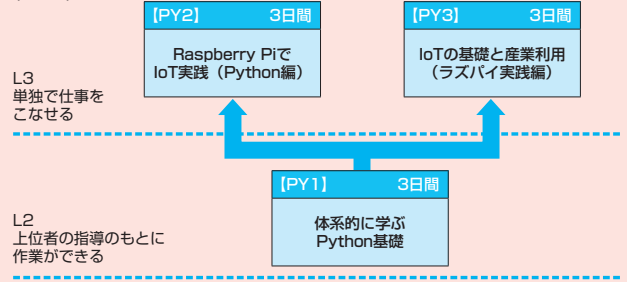 【PY2】 3日間
Raspberry Piで
IoT実践（Python編）
【PY3】 3日間
IoTの基礎と産業利用
（ラズパイ実践編）
L3
単独で仕事を
こなせる
【PY1】 3日間
体系的に学ぶ
Python基礎
L2
上位者の指導のもとに
作業ができる